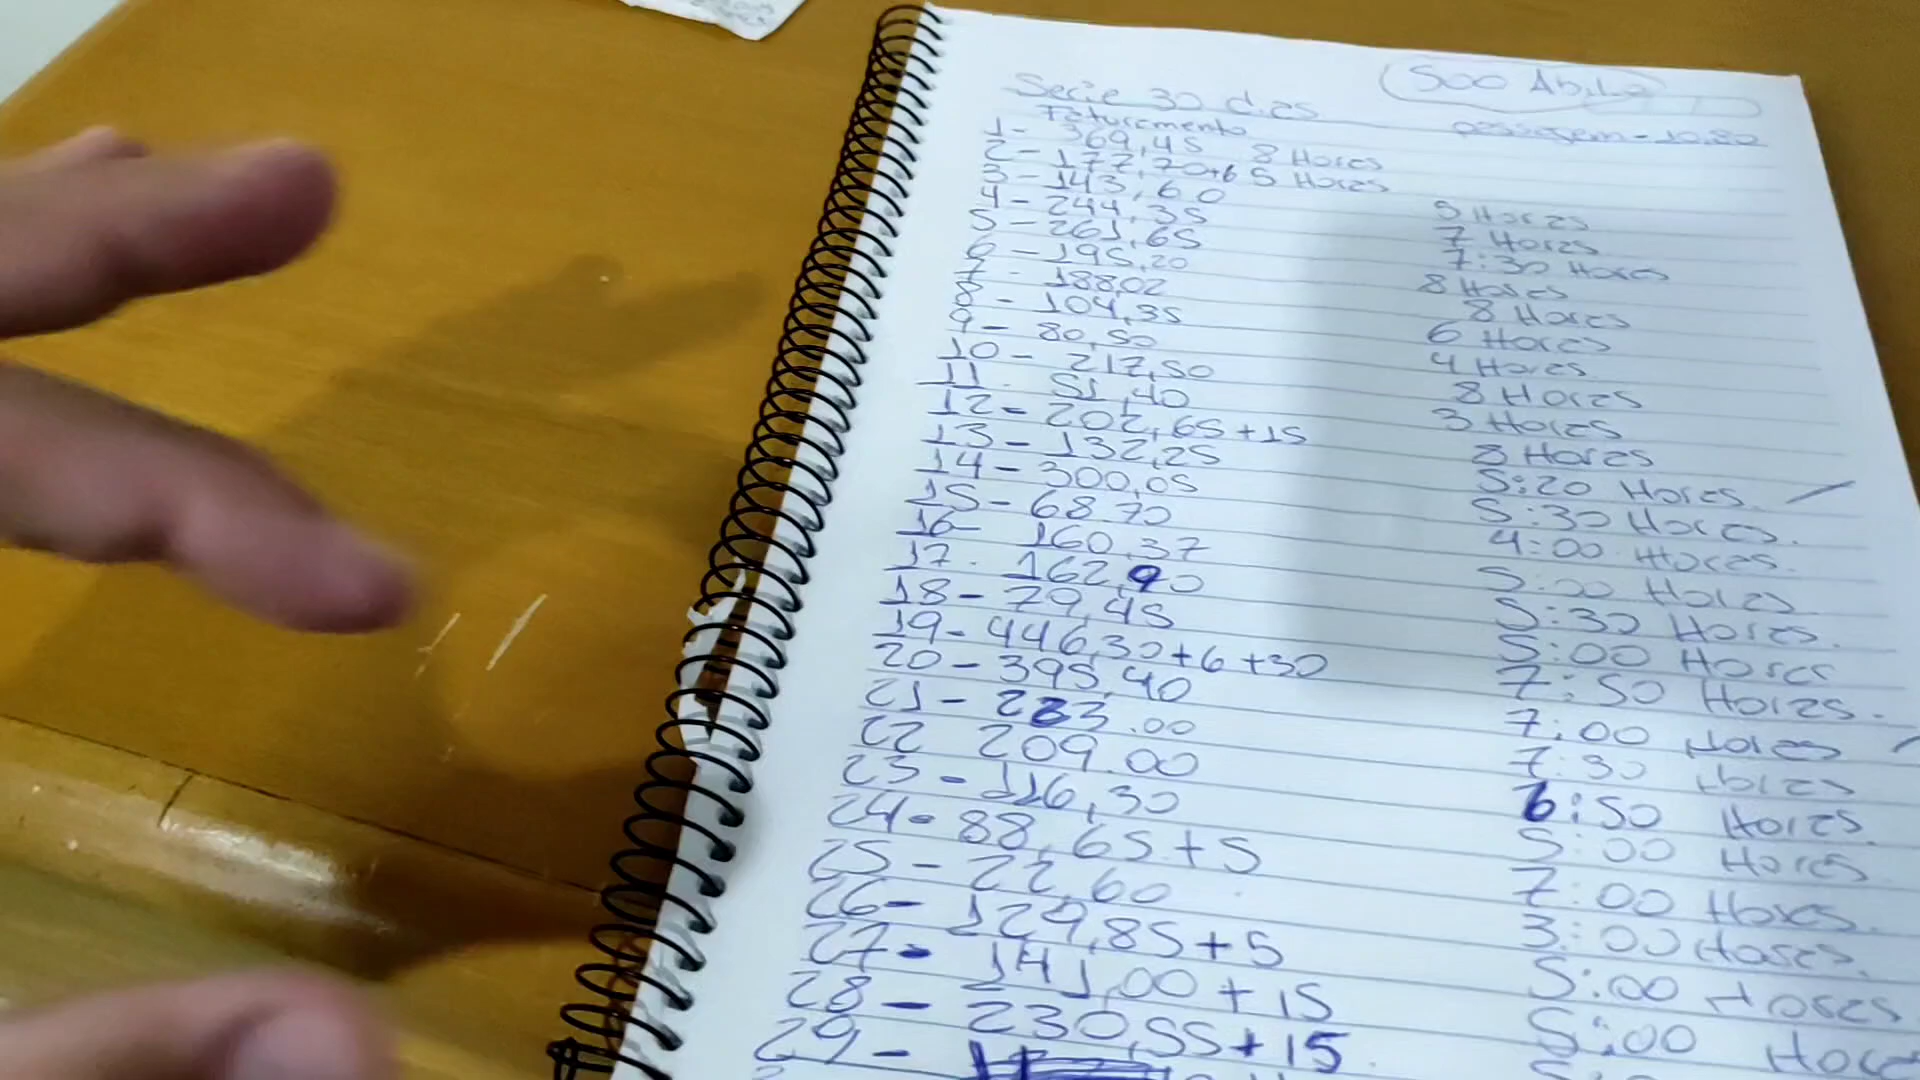 500 Abil
Serie 30 dias
Faturamento passagem - 10.80
1- 369,45 8 Horas
2- 177,70+6 5 Horas
3- 143,60 5 Horas
4- 244,35 7 Horas
5- 261,65 7:30 Horas
6- 195,20 8 Horas
7- 188,02 8 Horas
8- 104,35 6 Horas
9- 80,50 4 Horas
10- 217,50 8 Horas
11- 51,40 3 Horas
12- 202,65+15 8 Horas
13- 132,25 5:20 Horas
14- 300,05 5:30 Horas.
15- 68,70 4:00 Horas.
16- 160,37 5:00 Horas
17. 162,90 5:30 Horas.
18- 79,45 5:00 Horas
19- 446,30+6+30 7:50 Horas.
20- 395,40 7:00 Horas
21- 223.00 7:30 Horas
22 209.00 6:50 Horas
23- 116,30 5:00 Horas
24- 88,65+5 7:00 Horas.
25- 22,60 3:00 Horas.
26- 129,85+5 5:00 Horas
27- 141,00+15 5:00 Horas
28- 230,55+15
29-